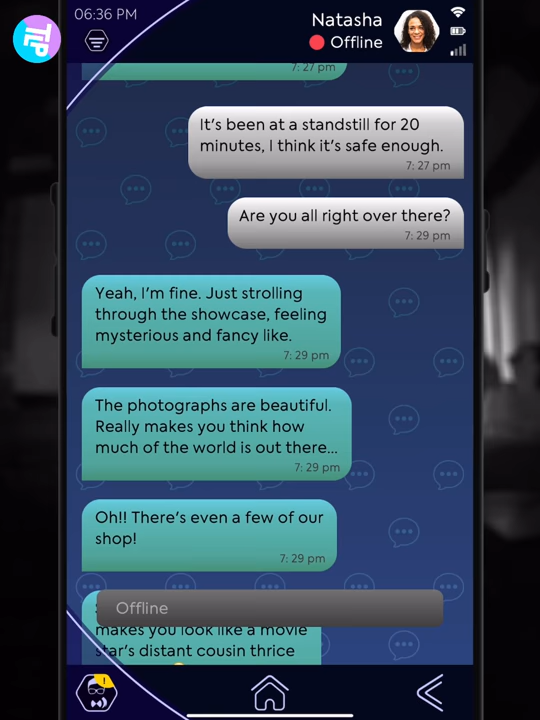 06:36 PM
Natasha
Offline
7:27 pm
It's been at a standstill for 20
minutes, I think it's safe enough.
7:27 pm
Are you all right over there?
7:29 pm
Yeah, I'm fine. Just strolling
through the showcase, feeling
mysterious and fancy like.
7:29 pm
The photographs are beautiful.
Really makes you think how
much of the world is out there...
7:29 pm
Oh!! There's even a few of our
shop!
7:29 pm
Offline
makes you look like a movie
star's distant cousin thrice